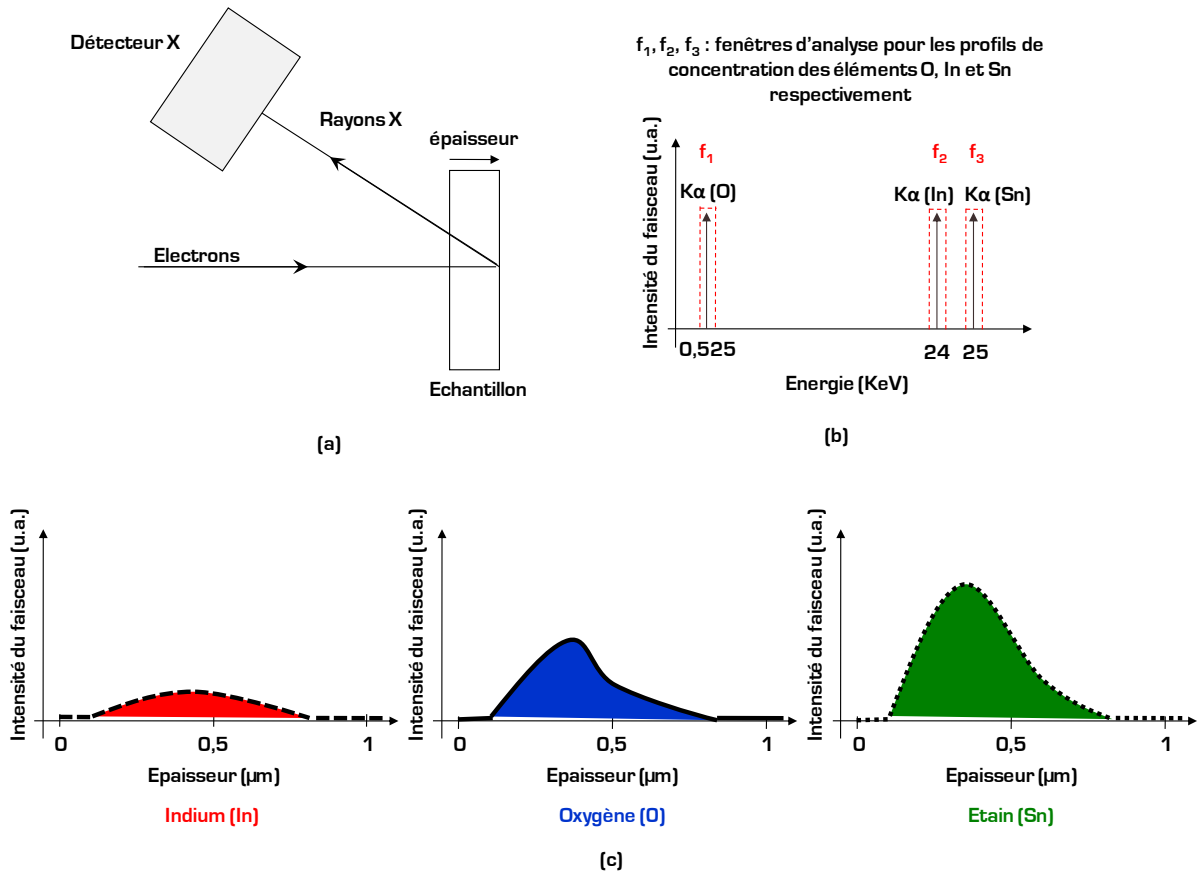 Détecteur X
Rayons X
épaisseur
Electrons
Echantillon
(a)
f₁, f₂, f₃ : fenêtres d'analyse pour les profils de
concentration des éléments O, In et Sn
respectivement
Intensité du faisceau (u.a.)
f₁
f₂
f₃
Kα (O)
Kα (In)
Kα (Sn)
0,525
24
25
Energie (KeV)
(b)
Intensité du faisceau (u.a.)
0
0,5
1
Epaisseur (µm)
Indium (In)
Intensité du faisceau (u.a.)
0
0,5
1
Epaisseur (µm)
Oxygène (O)
Intensité du faisceau (u.a.)
0
0,5
1
Epaisseur (µm)
Etain (Sn)
(c)